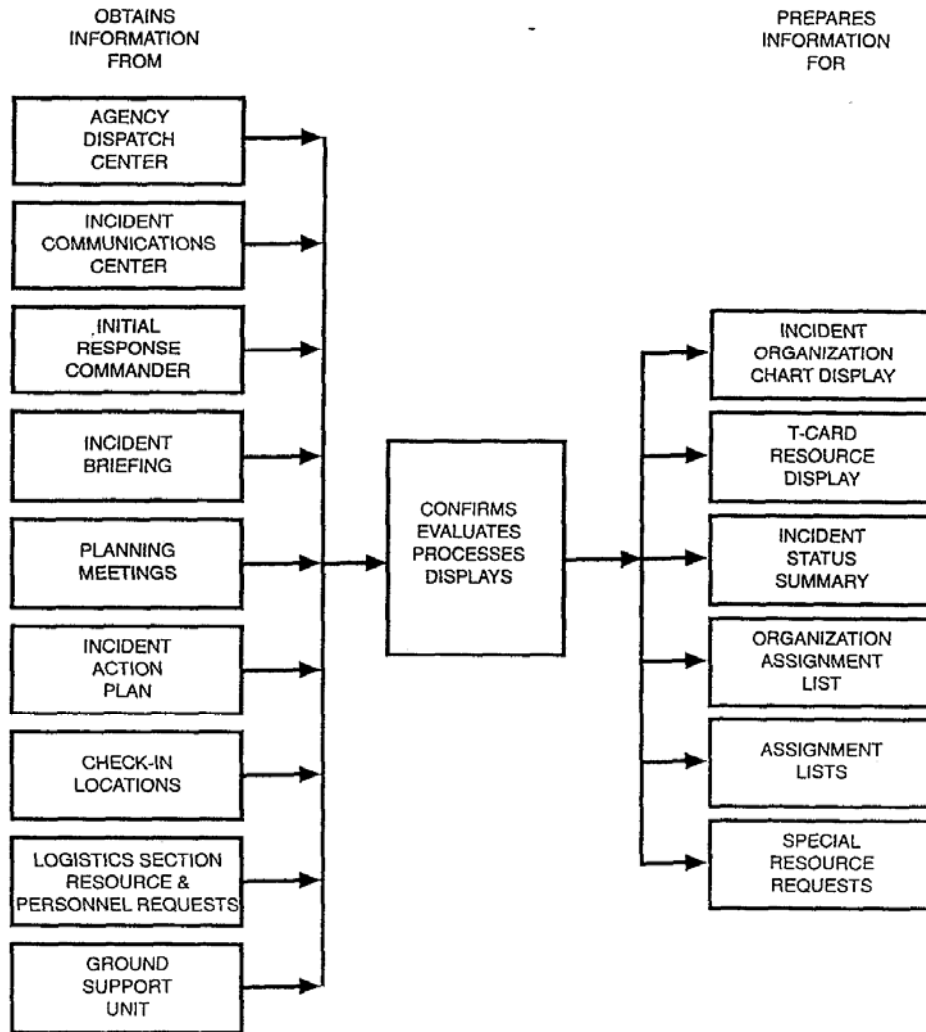 OBTAINS
INFORMATION
FROM
PREPARES
INFORMATION
FOR
AGENCY
DISPATCH
CENTER
INCIDENT
COMMUNICATIONS
CENTER
INITIAL
RESPONSE
COMMANDER
INCIDENT
BRIEFING
PLANNING
MEETINGS
INCIDENT
ACTION
PLAN
CHECK-IN
LOCATIONS
LOGISTICS SECTION
RESOURCE &
PERSONNEL REQUESTS
GROUND
SUPPORT
UNIT
CONFIRMS
EVALUATES
PROCESSES
DISPLAYS
INCIDENT
ORGANIZATION
CHART DISPLAY
T-CARD
RESOURCE
DISPLAY
INCIDENT
STATUS
SUMMARY
ORGANIZATION
ASSIGNMENT
LIST
ASSIGNMENT
LISTS
SPECIAL
RESOURCE
REQUESTS